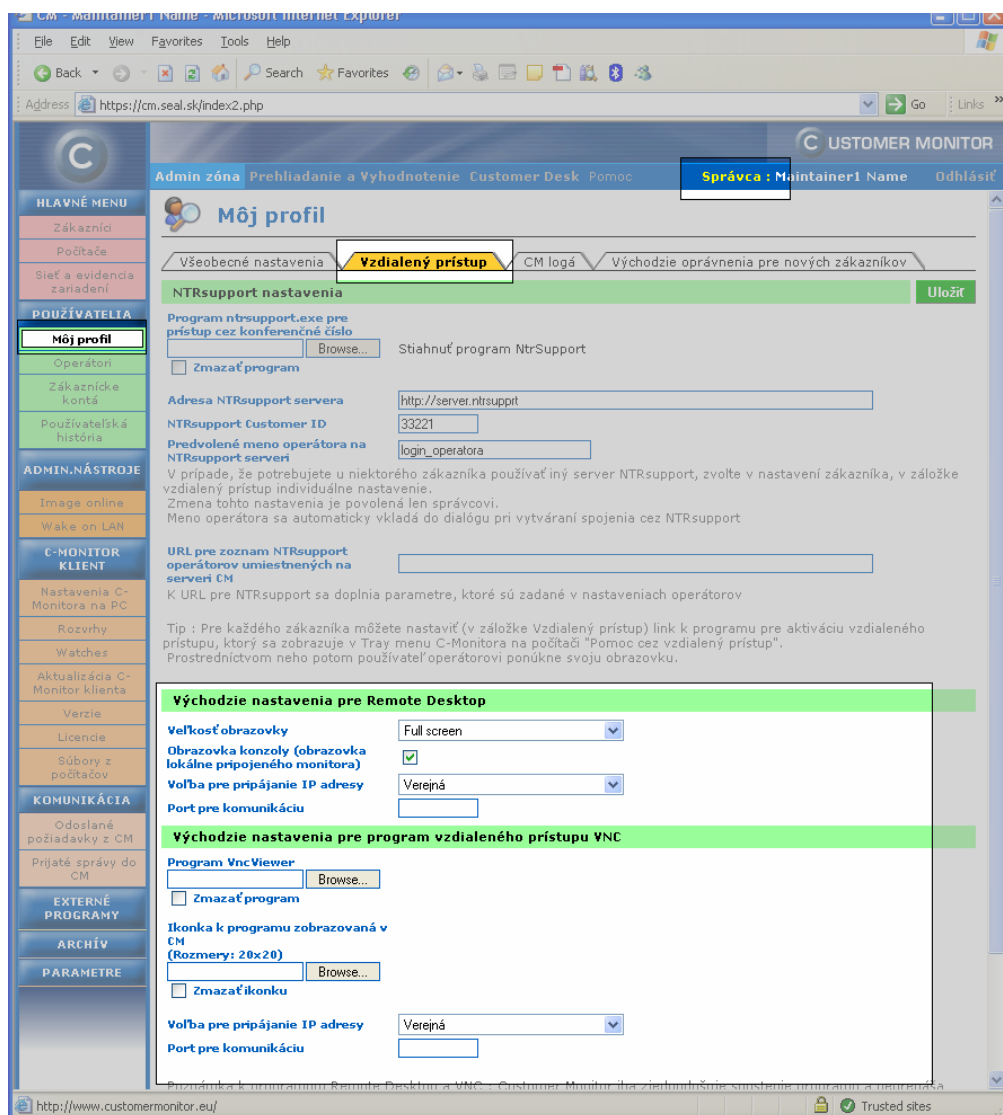 CM - Maintainer1 Name - Microsoft Internet Explorer
File Edit View Favorites Tools Help
Back Search Favorites
Address https://cm.seal.sk/index2.php Go Links »
C USTOMER MONITOR
Admin zóna Prehliadanie a Vyhodnotenie Customer Desk Pomoc Správca : Maintainer1 Name Odhlásiť
HLAVNÉ MENU
Zákazníci
Počítače
Sieť a evidencia
zariadení
POUŽÍVATELIA
Môj profil
Operátori
Zákaznícke
kontá
Používateľská
história
ADMIN.NÁSTROJE
Image online
Wake on LAN
C-MONITOR
KLIENT
Nastavenia C-
Monitora na PC
Rozvrhy
Watches
Aktualizácia C-
Monitor klienta
Verzie
Licencie
Súbory z
počítačov
KOMUNIKÁCIA
Odoslané
požiadavky z CM
Prijaté správy do
CM
EXTERNÉ
PROGRAMY
ARCHÍV
PARAMETRE
Môj profil
Všeobecné nastavenia Vzdialený prístup CM logá Východzie oprávnenia pre nových zákazníkov
NTRsupport nastavenia Uložiť
Program ntrsupport.exe pre
prístup cez konferenčné číslo
Browse... Stiahnuť program NtrSupport
Zmazať program
Adresa NTRsupport servera http://server.ntrsupprt
NTRsupport Customer ID 33221
Predvolené meno operátora na
NTRsupport serveri login_operatora
V prípade, že potrebujete u niektorého zákazníka používať iný server NTRsupport, zvoľte v nastavení zákazníka, v záložke
vzdialený prístup individuálne nastavenie.
Zmena tohto nastavenia je povolená len správcovi.
Meno operátora sa automaticky vkladá do dialógu pri vytváraní spojenia cez NTRsupport
URL pre zoznam NTRsupport
operátorov umiestnených na
serveri CM
K URL pre NTRsupport sa doplnia parametre, ktoré sú zadané v nastaveniach operátorov
Tip : Pre každého zákazníka môžete nastaviť (v záložke Vzdialený prístup) link k programu pre aktiváciu vzdialeného
prístupu, ktorý sa zobrazuje v Tray menu C-Monitora na počítači "Pomoc cez vzdialený prístup".
Prostredníctvom neho potom používateľ operátorovi ponúkne svoju obrazovku.
Východzie nastavenia pre Remote Desktop
Veľkosť obrazovky Full screen
Obrazovka konzoly (obrazovka
lokálne pripojeného monitora)
Voľba pre pripájanie IP adresy Verejná
Port pre komunikáciu
Východzie nastavenia pre program vzdialeného prístupu VNC
Program VncViewer
Browse...
Zmazať program
Ikonka k programu zobrazovaná v
CM
(Rozmery: 20x20)
Browse...
Zmazať ikonku
Voľba pre pripájanie IP adresy Verejná
Port pre komunikáciu
Poznámka k programom Remote Desktop a VNC : Customer Monitor iba zjednodušuje spustenie programu a neprenáša
http://www.customermonitor.eu/ Trusted sites